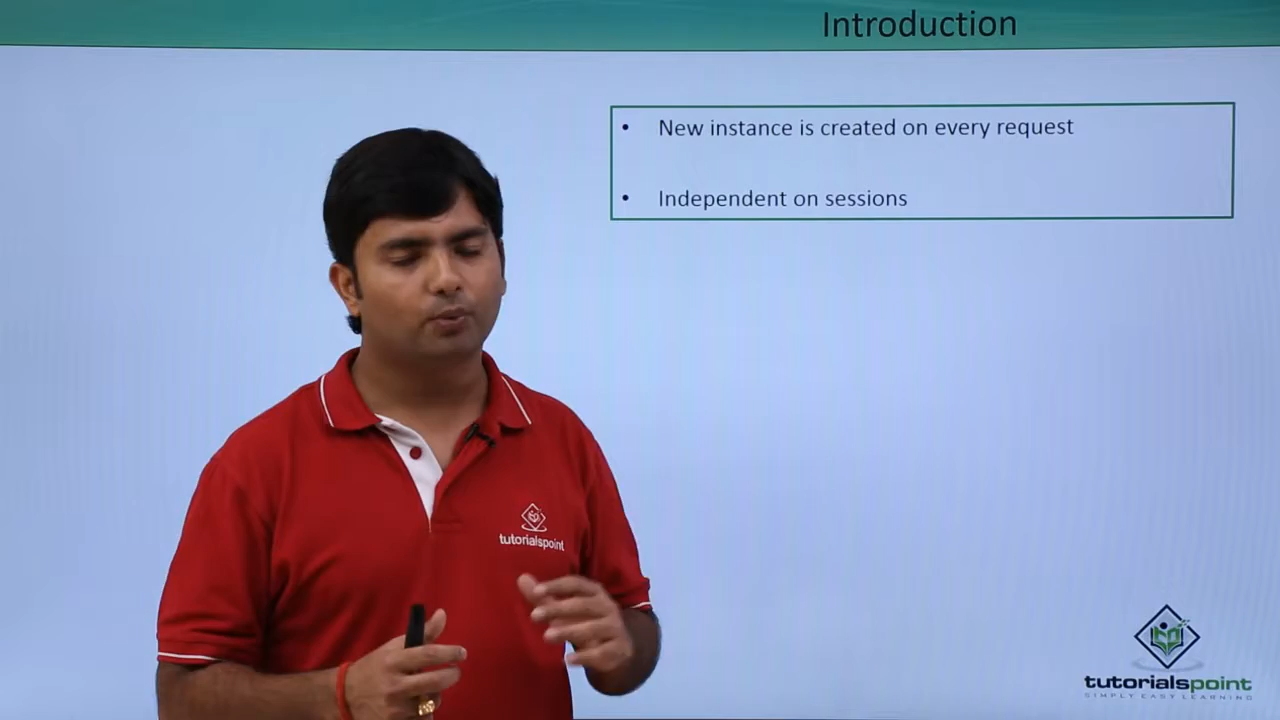 Introduction
• New instance is created on every request
• Independent on sessions
tutorialspoint
tutorialspoint
SIMPLY EASY LEARNING